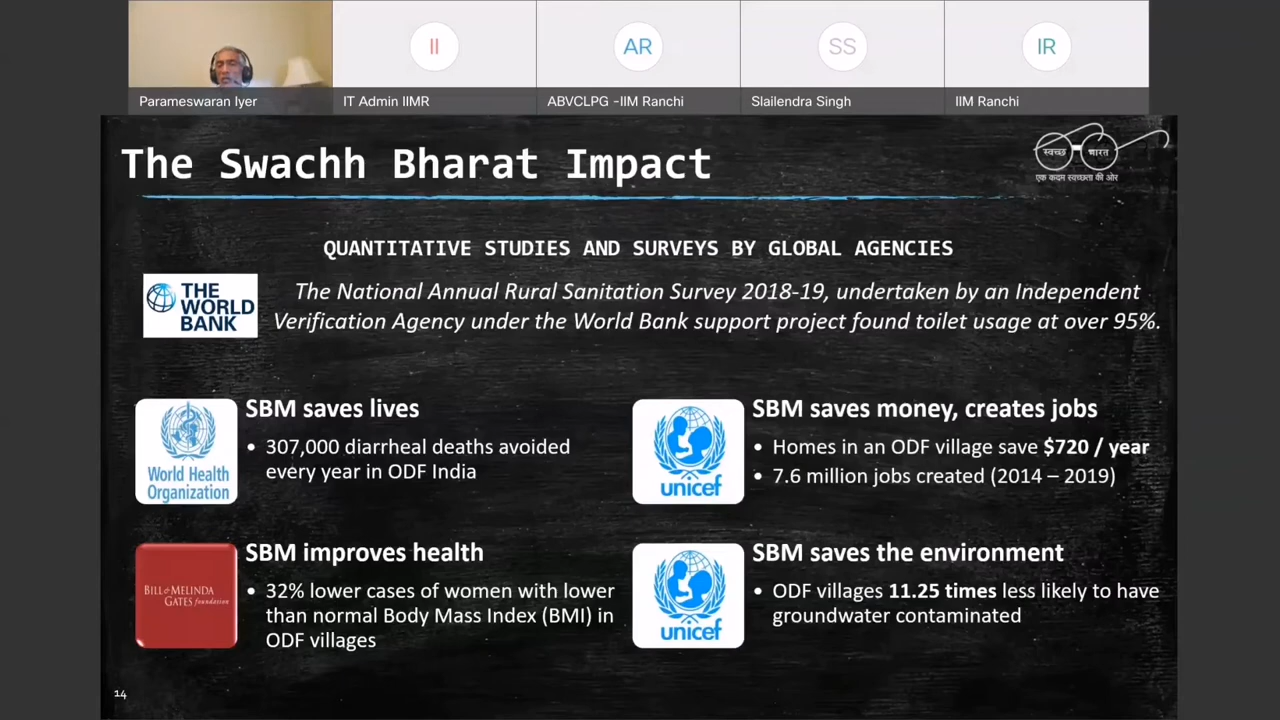 II
AR
SS
IR
Parameswaran Iyer
IT Admin IIMR
ABVCLPG -IIM Ranchi
Slailendra Singh
IIM Ranchi
The Swachh Bharat Impact
स्वच्छ भारत
एक कदम स्वच्छता की ओर
QUANTITATIVE STUDIES AND SURVEYS BY GLOBAL AGENCIES
THE
WORLD
BANK
The National Annual Rural Sanitation Survey 2018-19, undertaken by an Independent
Verification Agency under the World Bank support project found toilet usage at over 95%.
World Health
Organization
SBM saves lives
• 307,000 diarrheal deaths avoided
every year in ODF India
unicef
SBM saves money, creates jobs
• Homes in an ODF village save $720 / year
• 7.6 million jobs created (2014 – 2019)
BILL & MELINDA
GATES foundation
SBM improves health
• 32% lower cases of women with lower
than normal Body Mass Index (BMI) in
ODF villages
unicef
SBM saves the environment
• ODF villages 11.25 times less likely to have
groundwater contaminated
14